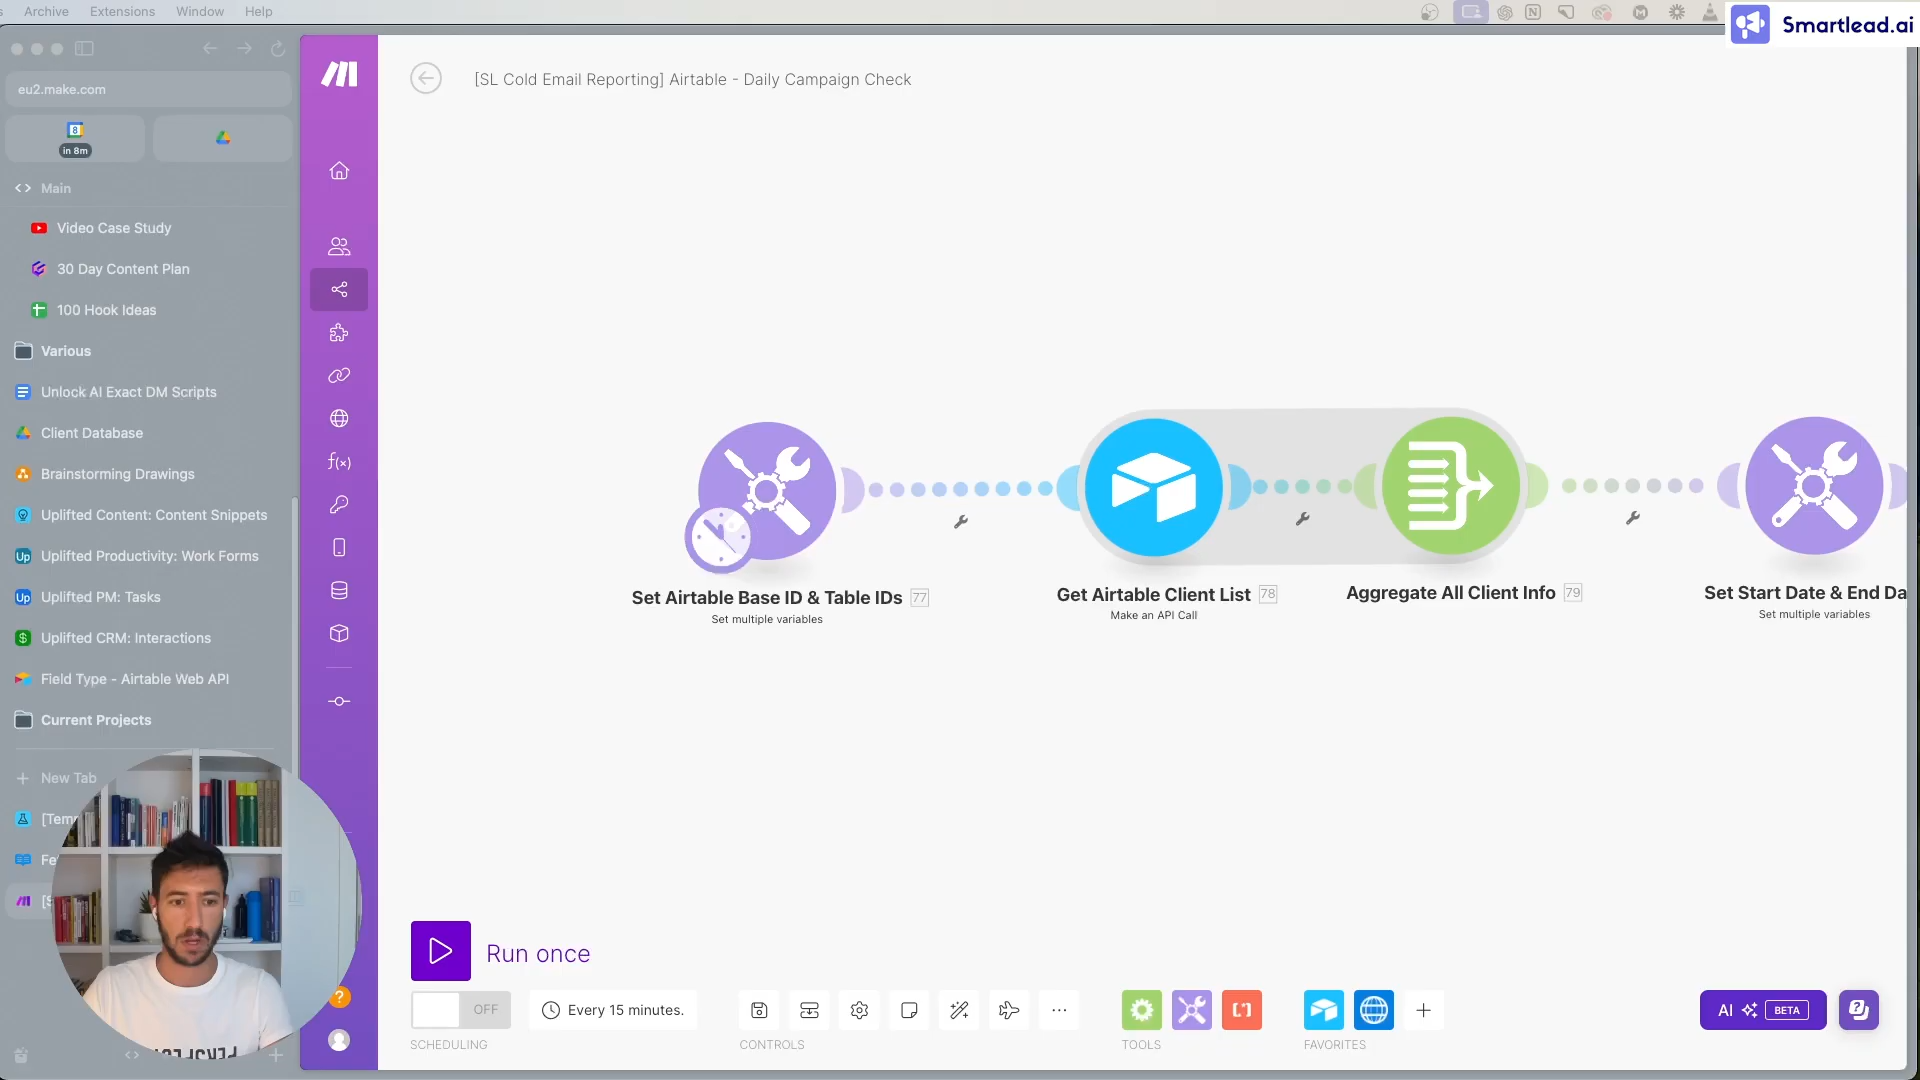 Archive Extensions Window Help
Smartlead.ai
eu2.make.com
8
in 8m
Main
Video Case Study
30 Day Content Plan
100 Hook Ideas
Various
Unlock AI Exact DM Scripts
Client Database
Brainstorming Drawings
Uplifted Content: Content Snippets
Up Uplifted Productivity: Work Forms
Up Uplifted PM: Tasks
Uplifted CRM: Interactions
Field Type - Airtable Web API
Current Projects
New Tab
[Tem
Fe
[S
[SL Cold Email Reporting] Airtable - Daily Campaign Check
Set Airtable Base ID & Table IDs 77
Set multiple variables
Get Airtable Client List 78
Make an API Call
Aggregate All Client Info 79
Set Start Date & End Da
Set multiple variables
Run once
OFF
Every 15 minutes.
SCHEDULING
CONTROLS
TOOLS
FAVORITES
AI BETA